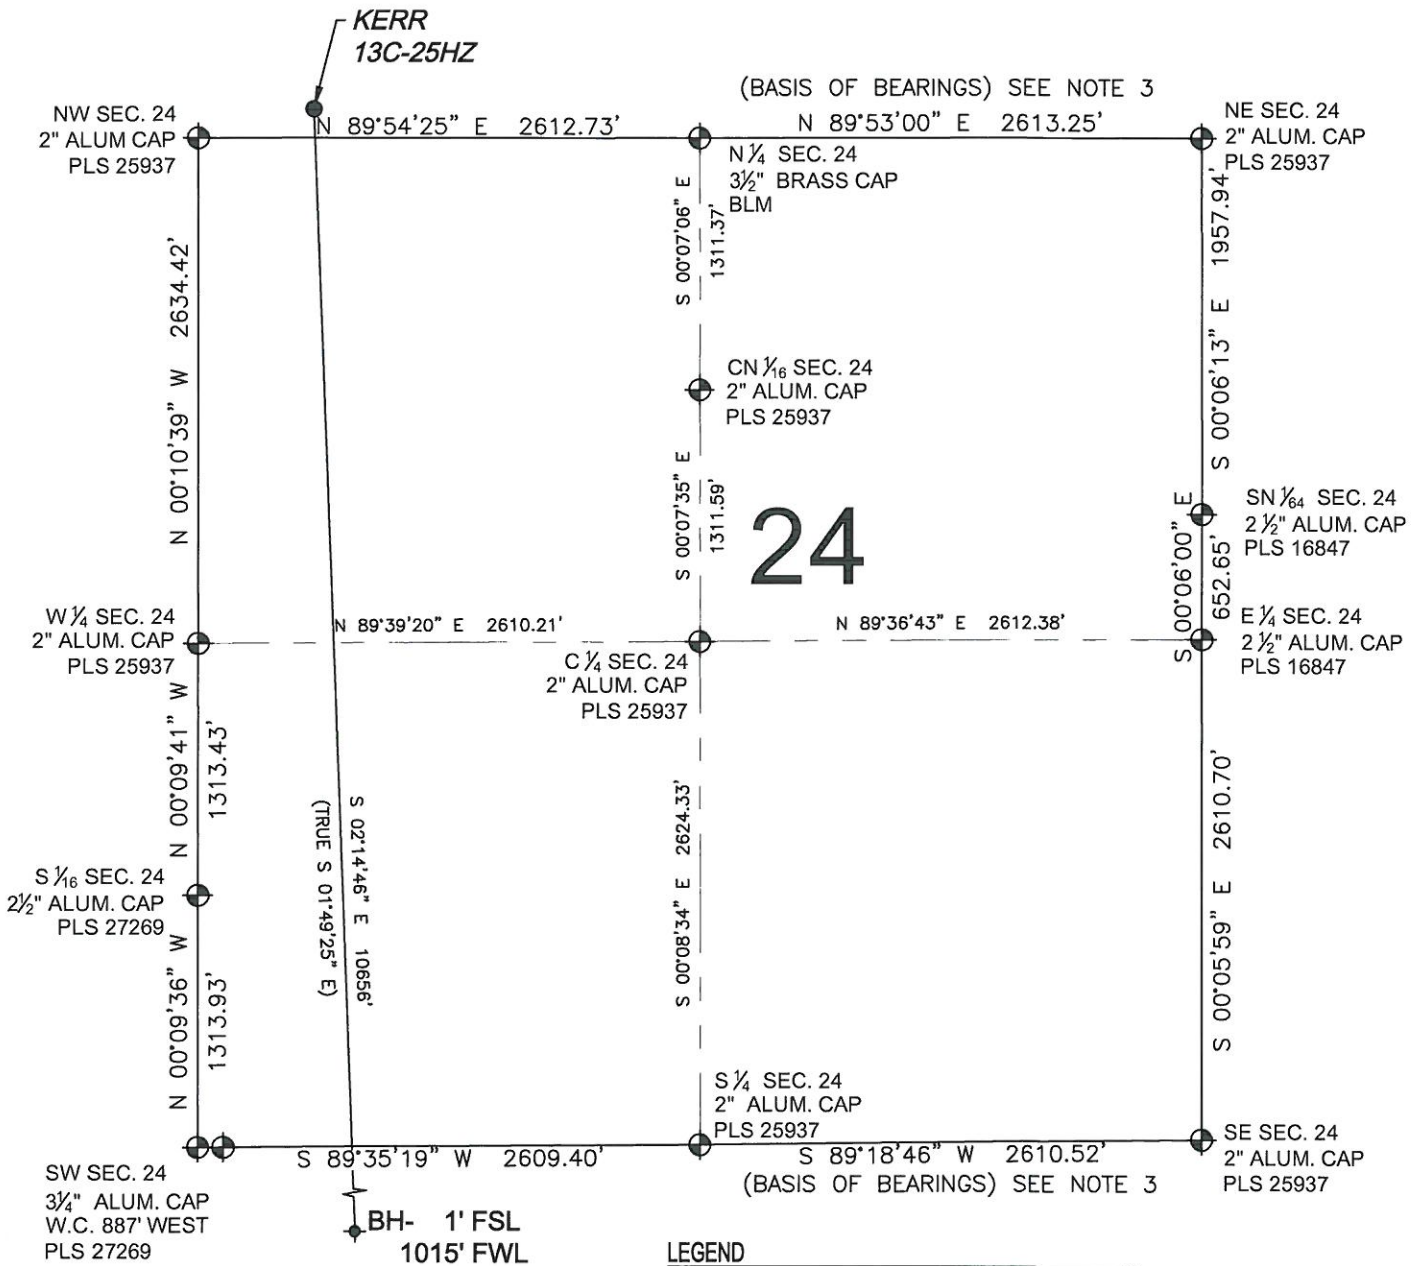 KERR
13C-25HZ
(BASIS OF BEARINGS) SEE NOTE 3
NW SEC. 24
2" ALUM CAP
PLS 25937
N 89°54'25" E 2612.73'
N 89°53'00" E 2613.25'
NE SEC. 24
2" ALUM. CAP
PLS 25937
N ¼ SEC. 24
3½" BRASS CAP
BLM
N 00°10'39" W 2634.42'
S 00°07'06" E
1311.37'
S 00°06'13" E 1957.94'
CN ⅟₁₆ SEC. 24
2" ALUM. CAP
PLS 25937
S 00°07'35" E
1311.59'
24
SN ⅟₆₄ SEC. 24
2 ½" ALUM. CAP
PLS 16847
S 00°06'00" E
652.65'
W ¼ SEC. 24
2" ALUM. CAP
PLS 25937
N 89°39'20" E 2610.21'
N 89°36'43" E 2612.38'
E ¼ SEC. 24
2 ½" ALUM. CAP
PLS 16847
C ¼ SEC. 24
2" ALUM. CAP
PLS 25937
N 00°09'41" W
1313.43'
S 02°14'46" E 10656'
(TRUE S 01°49'25" E)
S 00°08'34" E 2624.33'
S 00°05'59" E 2610.70'
S ⅟₁₆ SEC. 24
2½" ALUM. CAP
PLS 27269
N 00°09'36" W
1313.93'
S ¼ SEC. 24
2" ALUM. CAP
PLS 25937
SW SEC. 24
3¼" ALUM. CAP
W.C. 887' WEST
PLS 27269
S 89°35'19" W 2609.40'
S 89°18'46" W 2610.52'
(BASIS OF BEARINGS) SEE NOTE 3
SE SEC. 24
2" ALUM. CAP
PLS 25937
BH- 1' FSL
1015' FWL
LEGEND